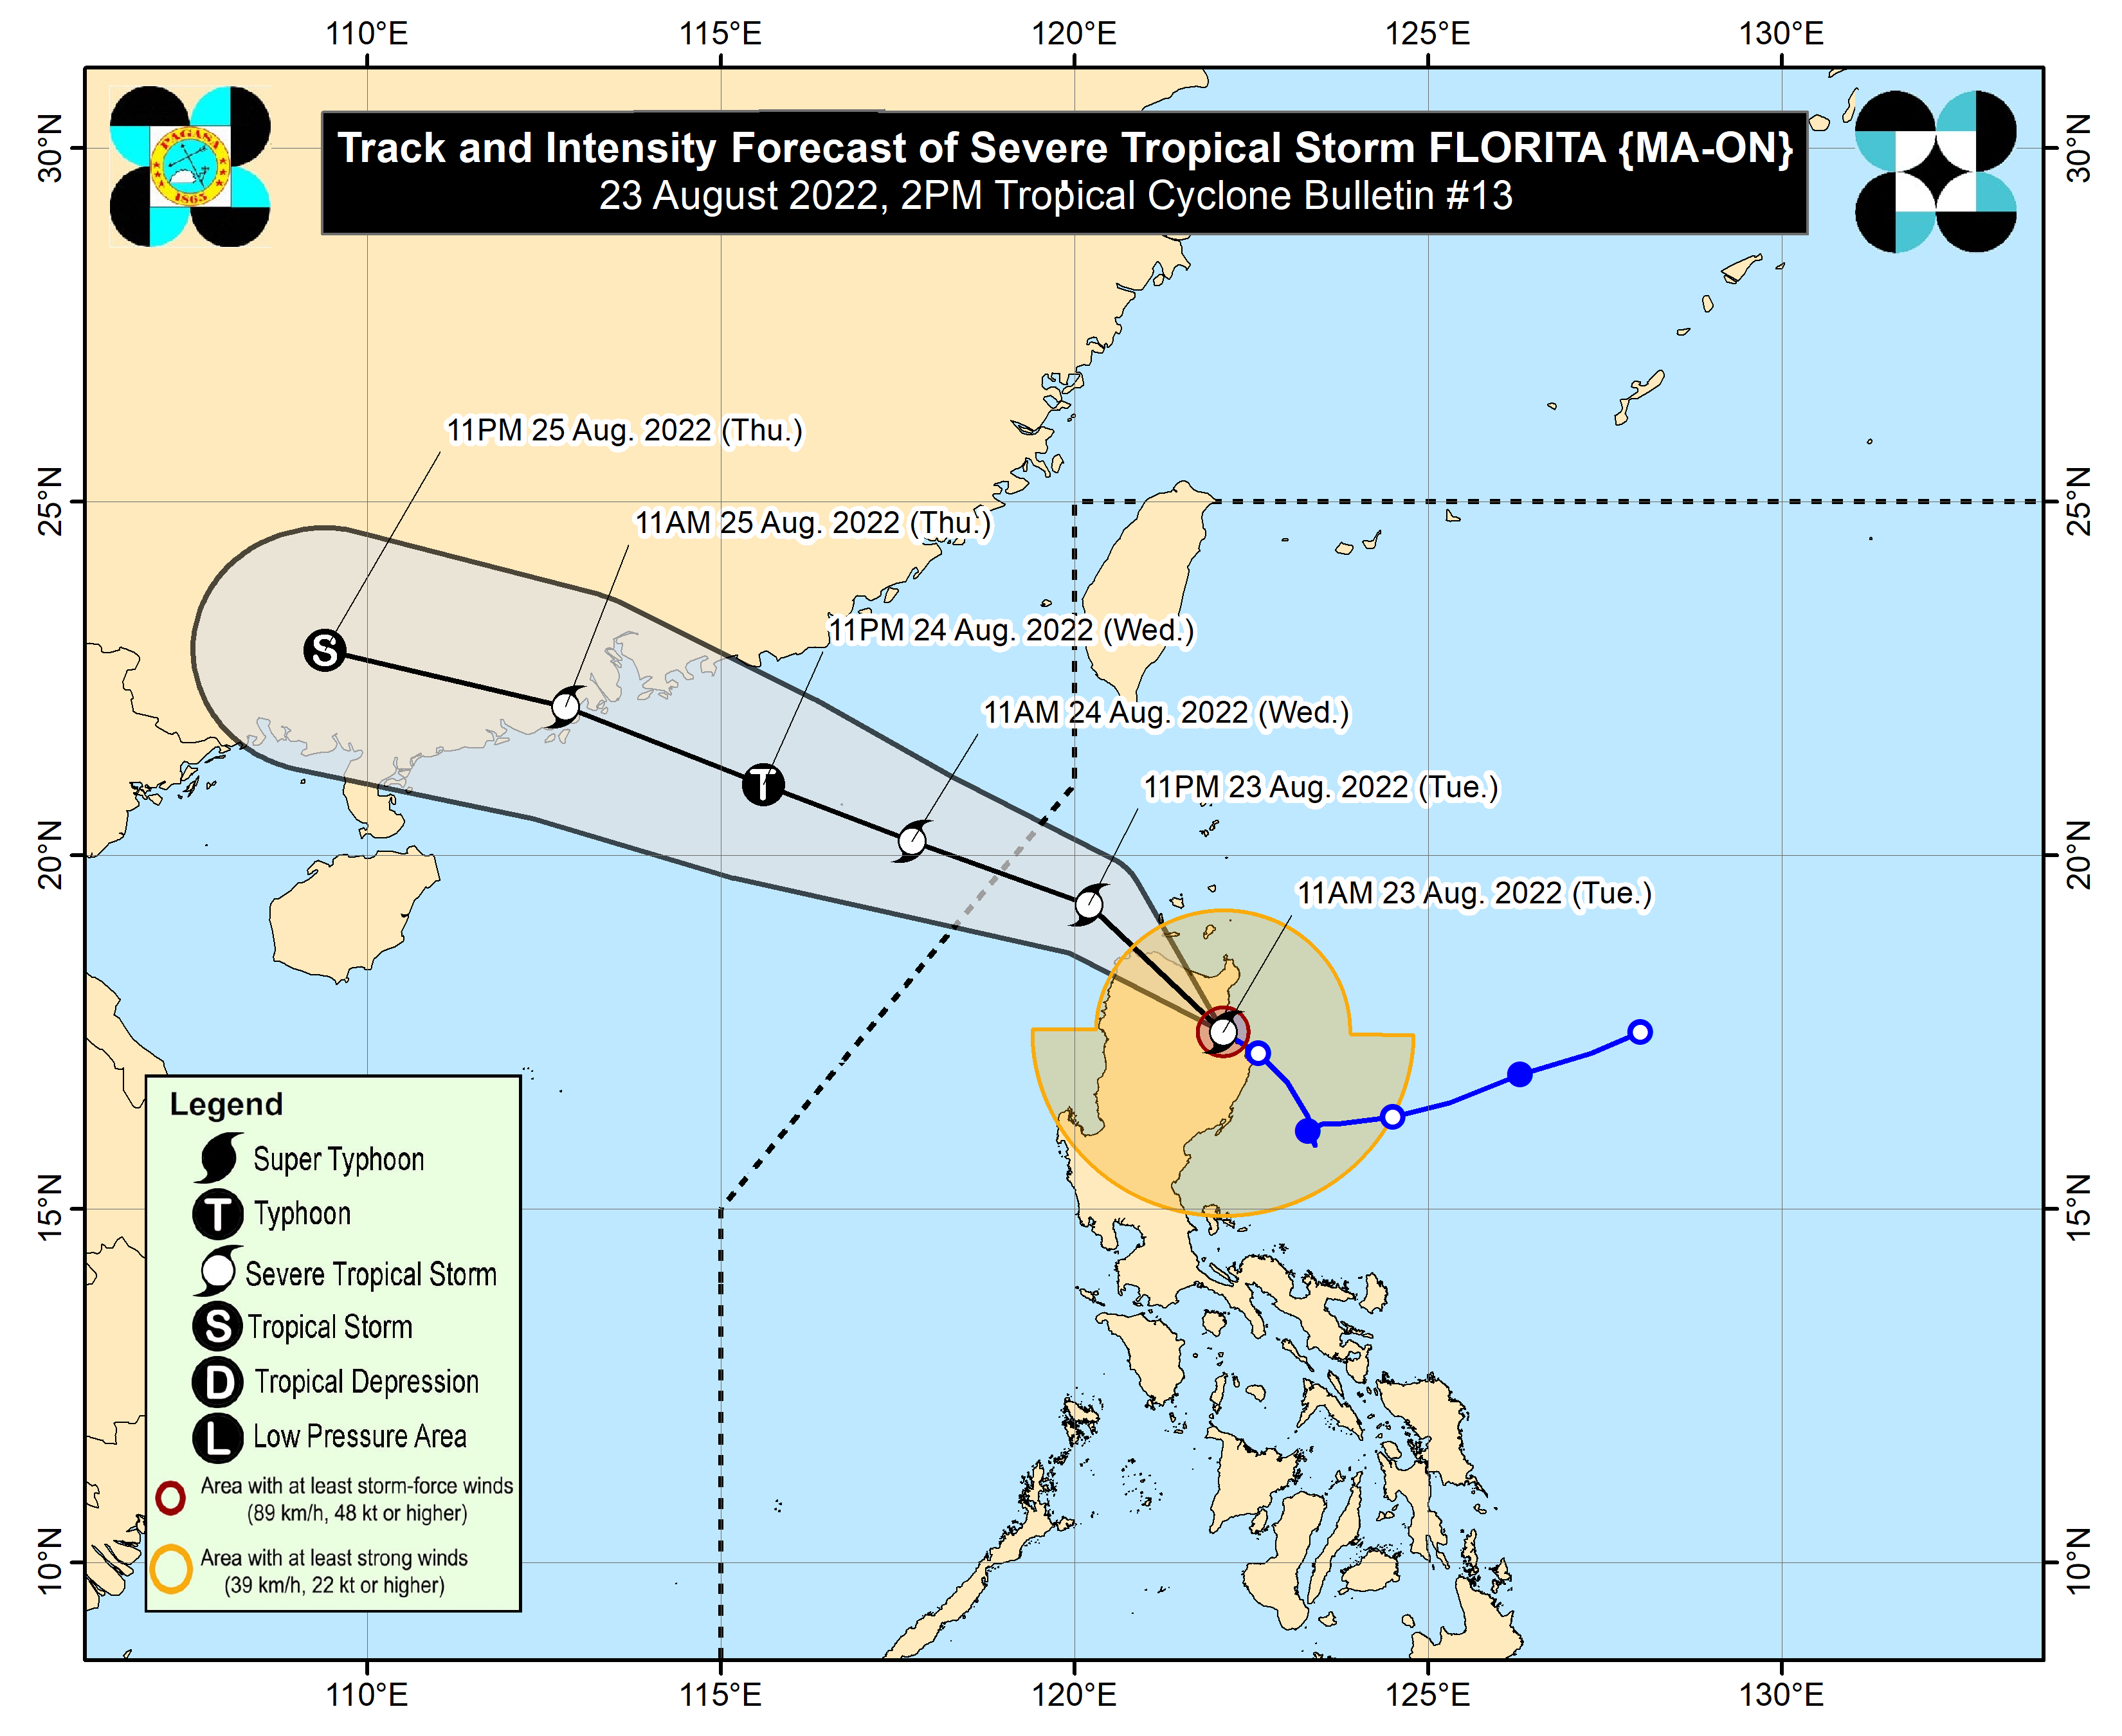 110°E 115°E 120°E 125°E 130°E
30°N 30°N
PAGASA
1865
Track and Intensity Forecast of Severe Tropical Storm FLORITA {MA-ON}
23 August 2022, 2PM Tropical Cyclone Bulletin #13
11PM 25 Aug. 2022 (Thu.)
25°N 25°N
11AM 25 Aug. 2022 (Thu.)
11PM 24 Aug. 2022 (Wed.)
S
11AM 24 Aug. 2022 (Wed.)
T
11PM 23 Aug. 2022 (Tue.)
20°N 20°N
11AM 23 Aug. 2022 (Tue.)
Legend
Super Typhoon
T Typhoon
15°N 15°N
Severe Tropical Storm
S Tropical Storm
D Tropical Depression
L Low Pressure Area
Area with at least storm-force winds
(89 km/h, 48 kt or higher)
Area with at least strong winds
(39 km/h, 22 kt or higher)
10°N 10°N
110°E 115°E 120°E 125°E 130°E